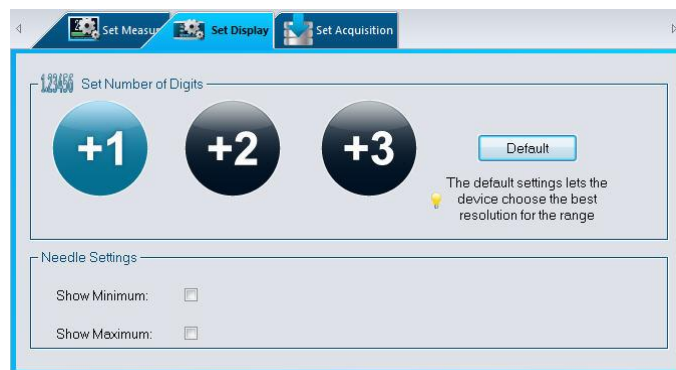 Set Measur
Set Display
Set Acquisition
123456 Set Number of Digits
+1
+2
+3
Default
The default settings lets the
device choose the best
resolution for the range
Needle Settings
Show Minimum:
Show Maximum: